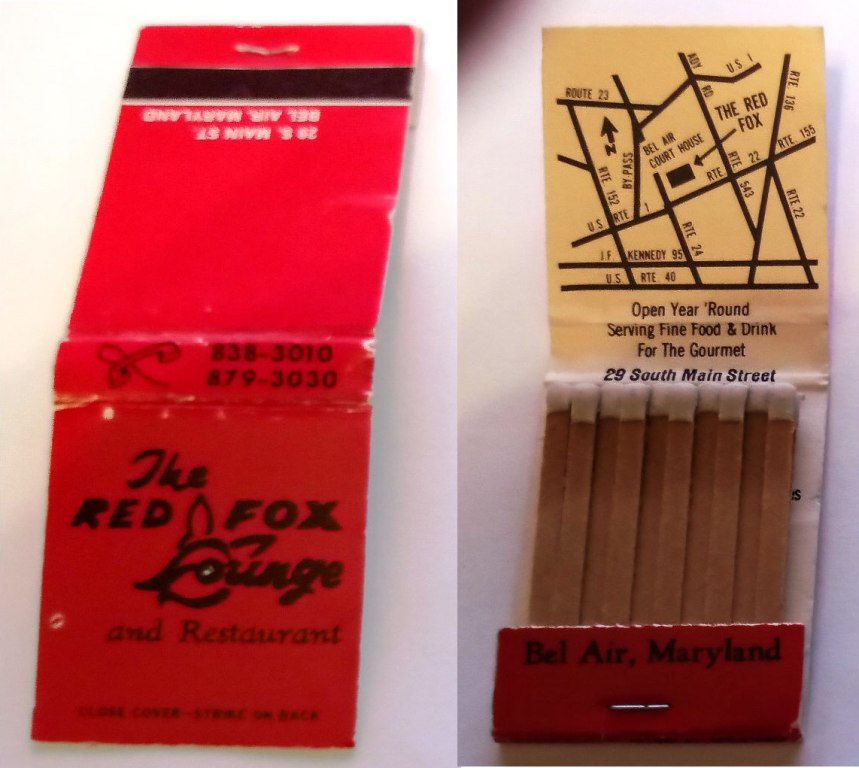 29 S. MAIN ST.
BEL AIR, MARYLAND
838-3010
879-3030
The
RED FOX
Lounge
and Restaurant
CLOSE COVER - STRIKE ON BACK
ROUTE 23
ADY RD
U.S 1
RTE 136
THE RED
FOX
N
BY.PASS
BEL AIR
COURT HOUSE
RTE 155
RTE 152
RTE 22
543
RTE 22
U.S RTE 1
RTE 24
J.F KENNEDY 95
U.S RTE 40
Open Year 'Round
Serving Fine Food & Drink
For The Gourmet
29 South Main Street
Bel Air, Maryland